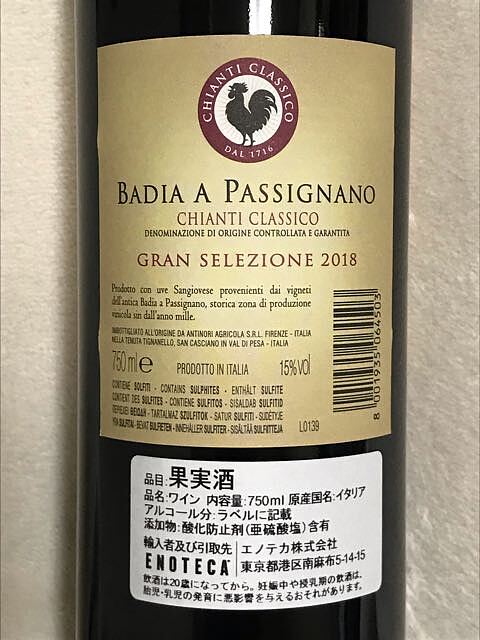 CHIANTI CLASSICO
DAL 1716
BADIA A PASSIGNANO
CHIANTI CLASSICO
DENOMINAZIONE DI ORIGINE CONTROLLATA E GARANTITA
GRAN SELEZIONE 2018
Prodotto con uve Sangiovese provenienti dai vigneti
dell'antica Badia a Passignano, storica zona di produzione
vinicola sin dall'anno mille.
IMBOTTIGLIATO ALL'ORIGINE DA ANTINORI AGRICOLA S.R.L. FIRENZE - ITALIA
NELLA TENUTA TIGNANELLO, SAN CASCIANO IN VAL DI PESA - ITALIA
750 ml e PRODOTTO IN ITALIA 15% vol
CONTIENE SOLFITI - CONTAINS SULPHITES - ENTHÄLT SULFITE
CONTIENT DES SULFITES - CONTIENE SULFITOS - SISALDAB SULFITID
- TARTALMAZ SZULFITOK - SATUR SULFITI - SUDĖTYJE
SULFITAI - BEVAT SULFIETEN - INNEHÅLLER SULFITER - SISÄLTÄÄ SULFIITTEJA L0139
8 001935 064503
品目:果実酒
品名:ワイン 内容量:750ml 原産国名:イタリア
アルコール分:ラベルに記載
添加物:酸化防止剤(亜硫酸塩)含有
輸入者及び引取先 エノテカ株式会社
ENOTECA 東京都港区南麻布5-14-15
飲酒は20歳になってから。妊娠中や授乳期の飲酒は、
胎児・乳児の発育に悪影響を与えるおそれがあります。